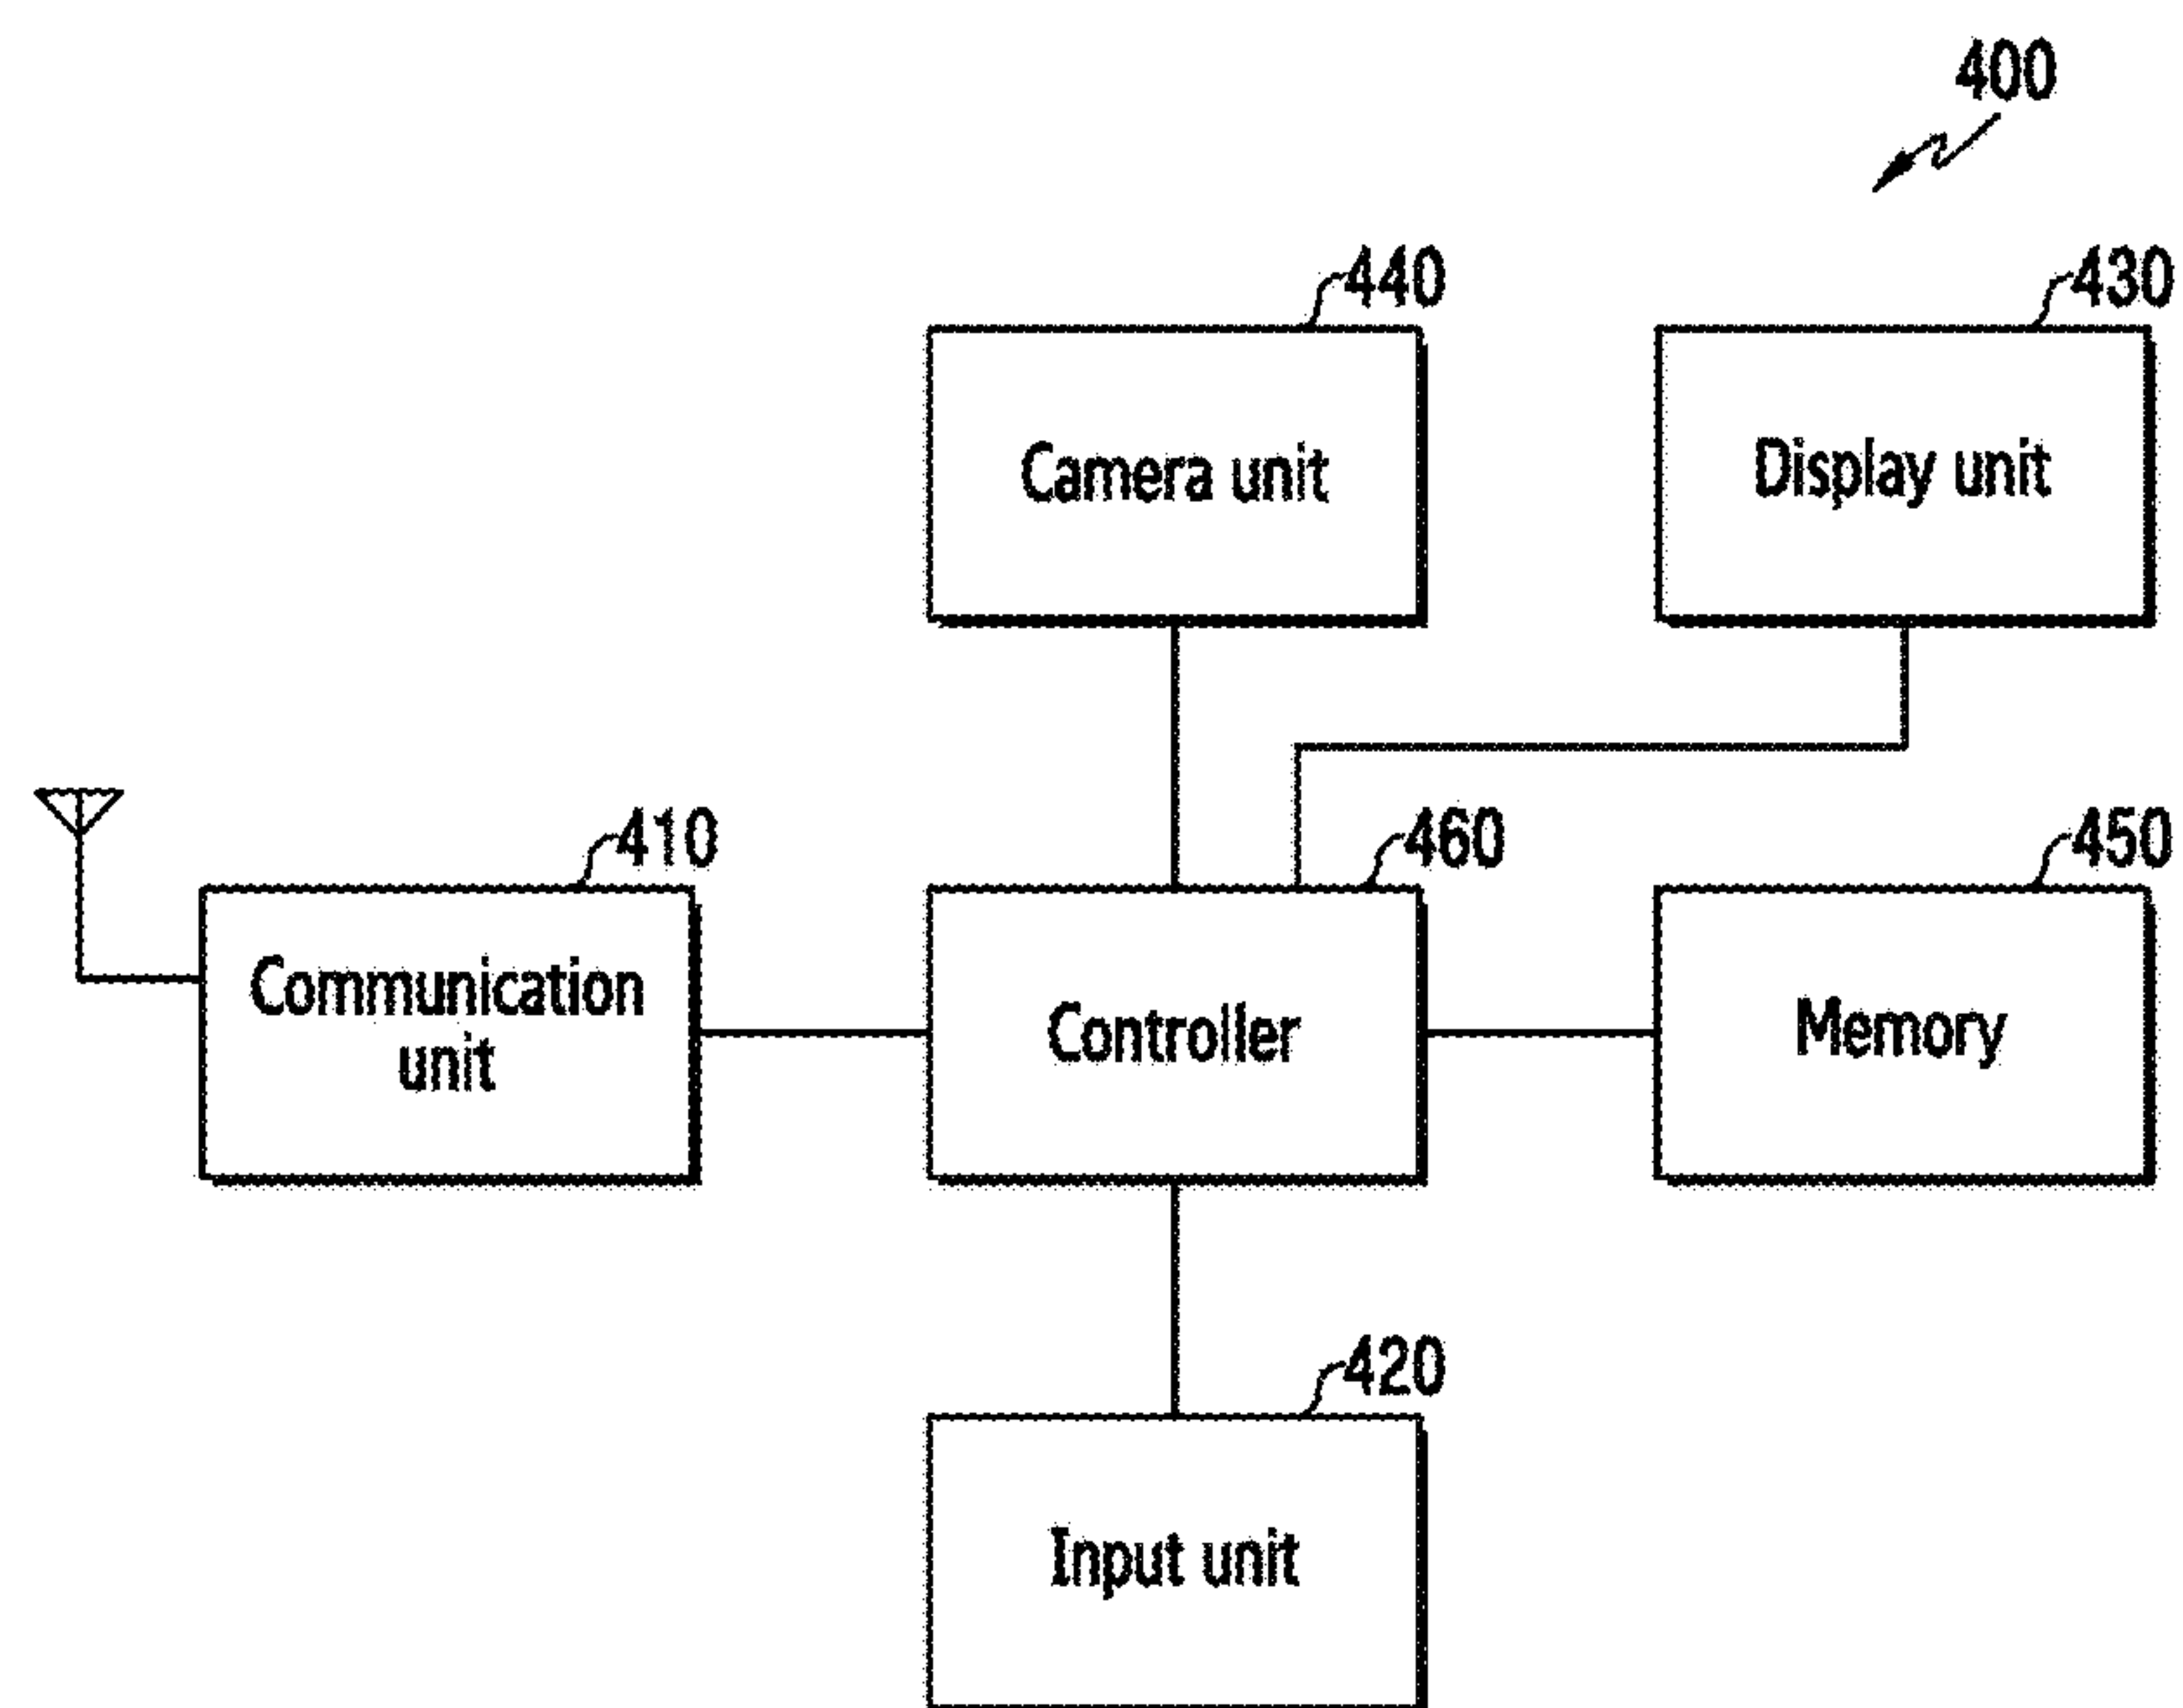 400
440
430
Camera unit
Display unit
410
460
450
Communication
unit
Controller
Memory
420
Input unit